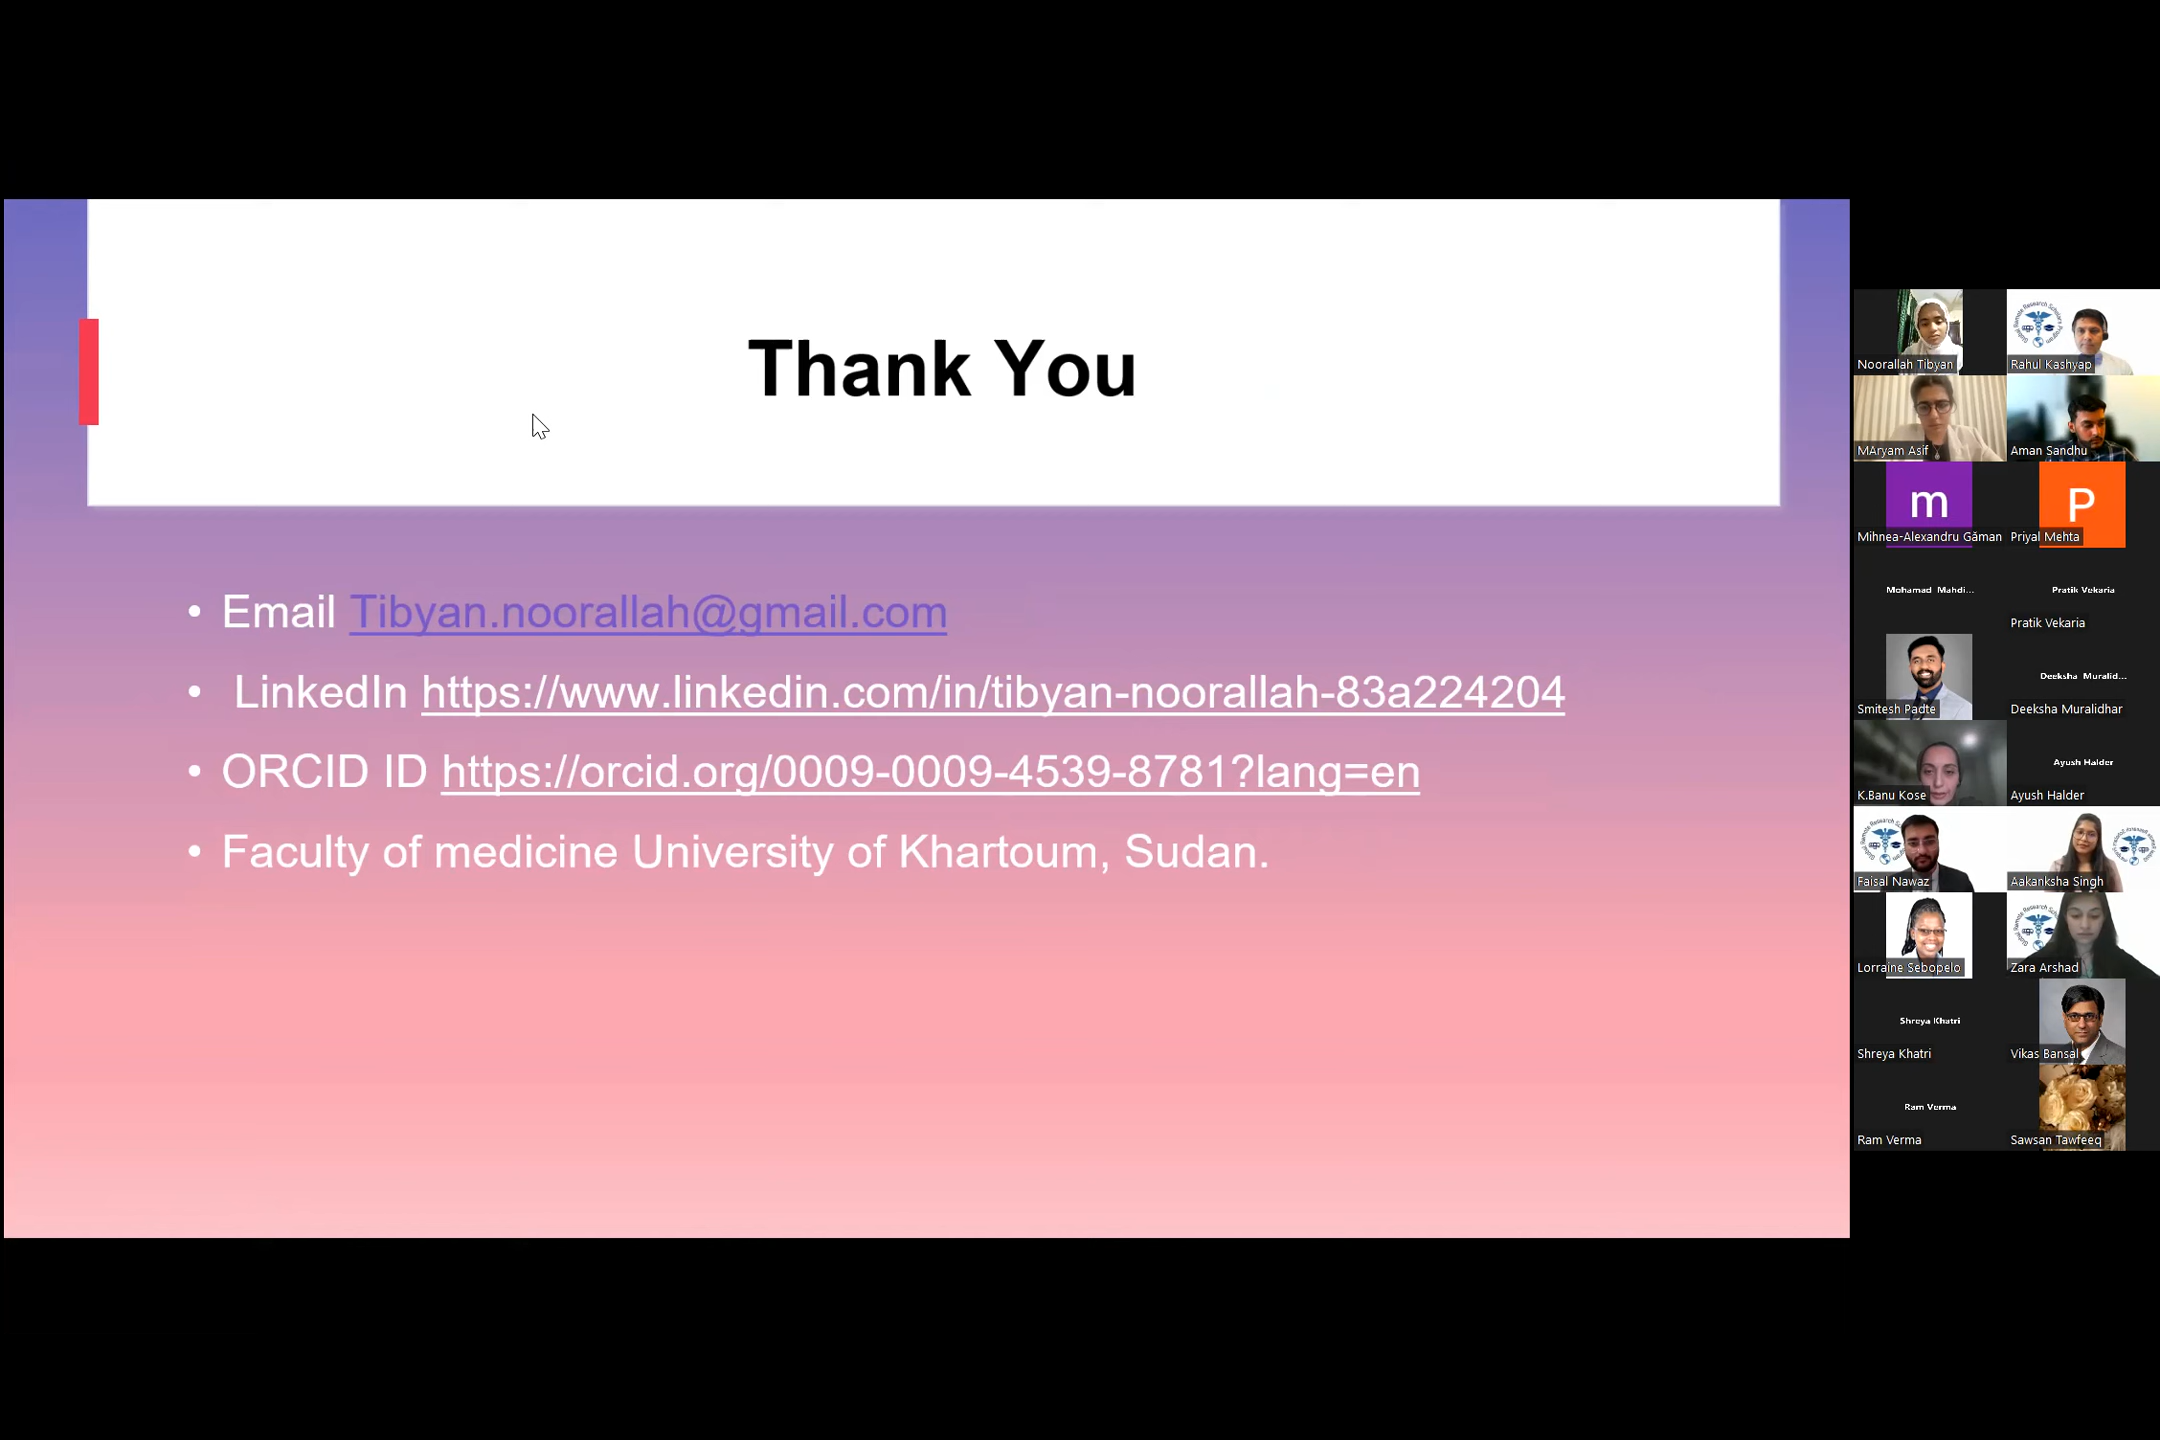 Thank You
• Email Tibyan.noorallah@gmail.com
• LinkedIn https://www.linkedin.com/in/tibyan-noorallah-83a224204
• ORCID ID https://orcid.org/0009-0009-4539-8781?lang=en
• Faculty of medicine University of Khartoum, Sudan.
Noorallah Tibyan
Rahul Kashyap
MAryam Asif
Aman Sandhu
m
P
Mihnea-Alexandru Găman
Priyal Mehta
Mohamad Mahdi...
Pratik Vekaria
Pratik Vekaria
Smitesh Padte
Deeksha Muralid...
Deeksha Muralidhar
K.Banu Kose
Ayush Halder
Ayush Halder
Faisal Nawaz
Aakanksha Singh
Lorraine Sebopelo
Zara Arshad
Shreya Khatri
Shreya Khatri
Vikas Bansal
Ram Verma
Ram Verma
Sawsan Tawfeeq